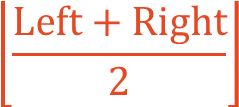 ⌊(Left + Right) / 2⌋